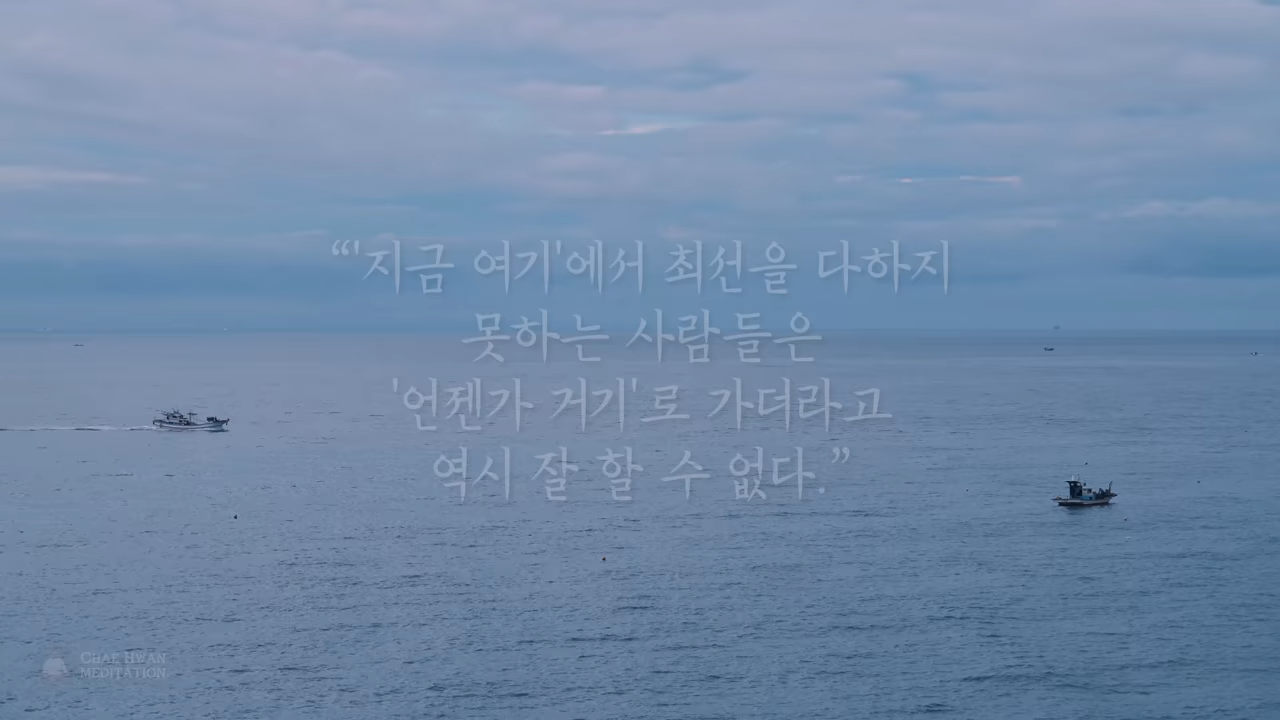 “'지금 여기'에서 최선을 다하지
못하는 사람들은
'언젠가 거기'로 가더라고
역시 잘 할 수 없다.”
CHAE HWAN
MEDITATION